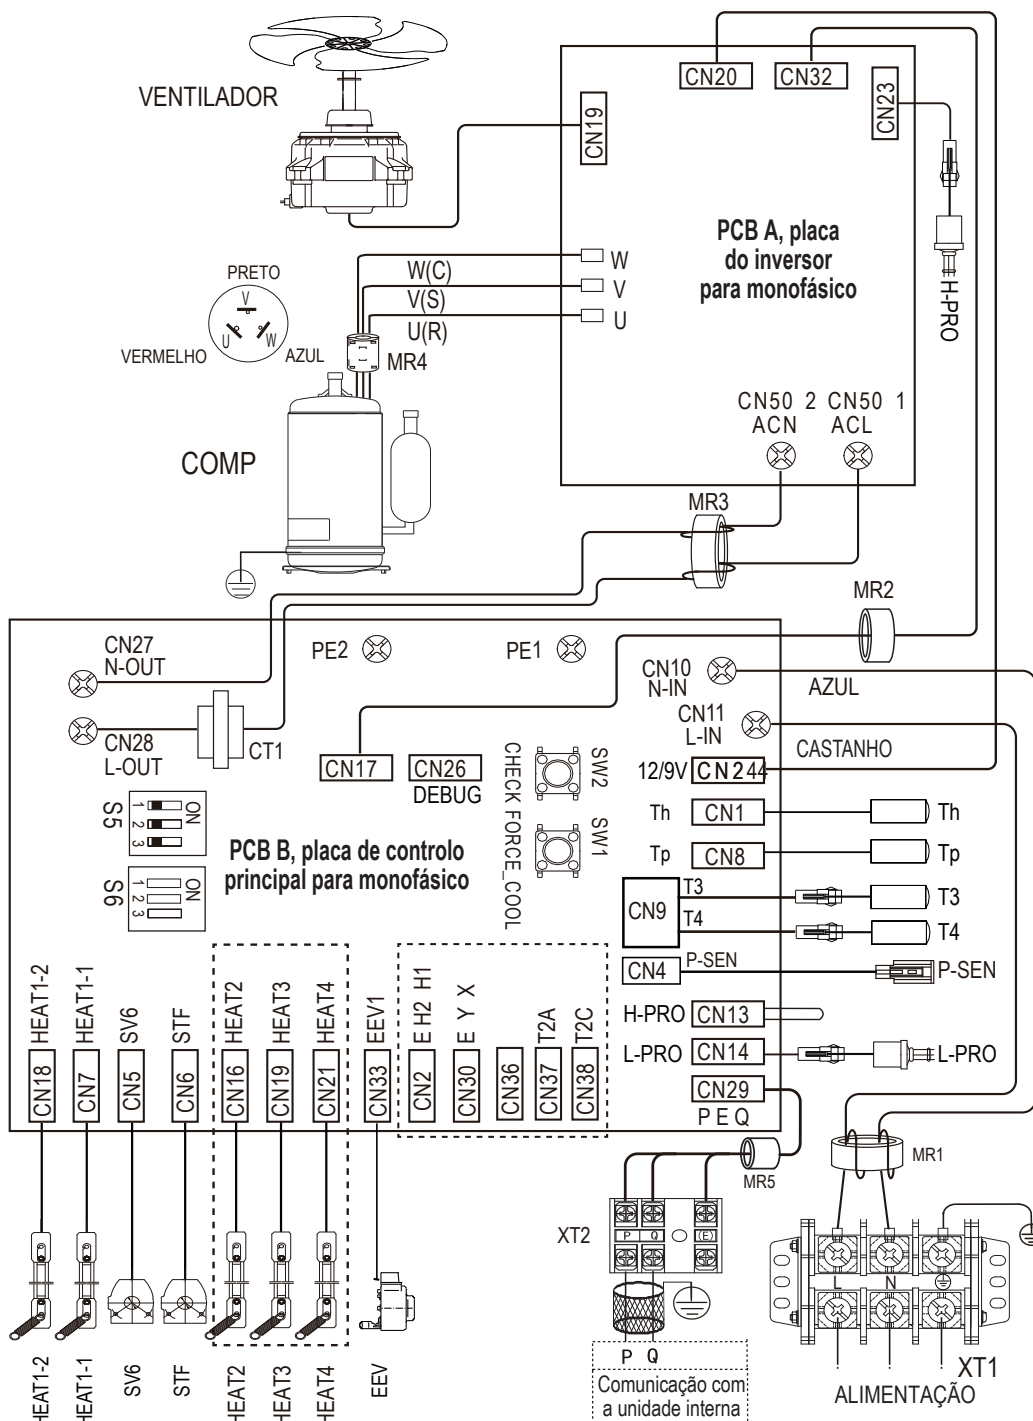 CN20
CN32
CN23
VENTILADOR
CN19
H-PRO
PCB A, placa
do inversor
para monofásico
W
V
U
W(C)
V(S)
U(R)
MR4
PRETO
V
U
W
VERMELHO
AZUL
COMP
CN50 2
ACN
CN50 1
ACL
MR3
MR2
CN27
N-OUT
PE2
PE1
CN10
N-IN
AZUL
CN11
L-IN
CASTANHO
CN28
L-OUT
CT1
CN17
CN26
DEBUG
CHECK FORCE_COOL
SW2
SW1
12/9V
CN244
Th
CN1
Th
Tp
CN8
Tp
CN9
T3
T3
T4
T4
CN4
P-SEN
P-SEN
H-PRO
CN13
L-PRO
CN14
L-PRO
CN29
P E Q
S5
1
2
3
ON
S6
1
2
3
ON
PCB B, placa de controlo
principal para monofásico
HEAT1-2
HEAT1-1
SV6
STF
HEAT2
HEAT3
HEAT4
EEV1
E H2 H1
E Y X
T2A
T2C
CN18
CN7
CN5
CN6
CN16
CN19
CN21
CN33
CN2
CN30
CN36
CN37
CN38
MR5
MR1
XT2
P
Q
(E)
L
N
XT1
ALIMENTAÇÃO
P Q
Comunicação com
a unidade interna
HEAT1-2
HEAT1-1
SV6
STF
HEAT2
HEAT3
HEAT4
EEV